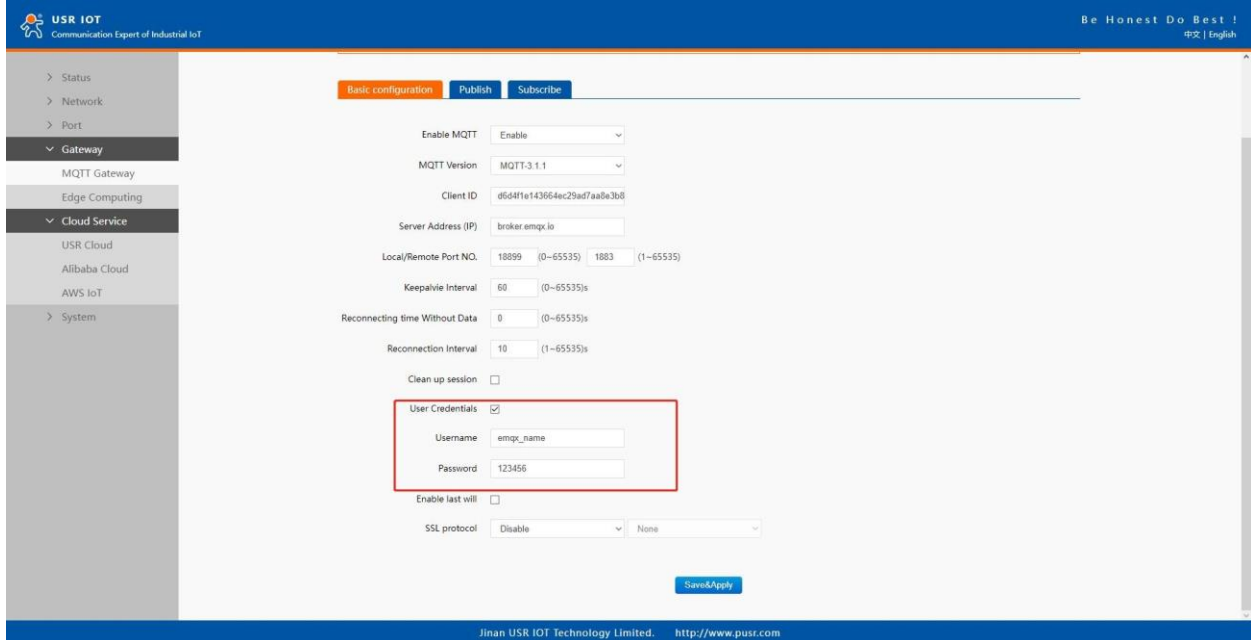 USR IOT
Communication Expert of Industrial IoT
Be Honest Do Best !
中文 | English
Status
Network
Port
Gateway
MQTT Gateway
Edge Computing
Cloud Service
USR Cloud
Alibaba Cloud
AWS IoT
System
Basic configuration Publish Subscribe
Enable MQTT Enable
MQTT Version MQTT-3.1.1
Client ID d6d4f1e143664ec29ad7aa8e3b8
Server Address (IP) broker.emqx.io
Local/Remote Port NO. 18899 (0~65535) 1883 (1~65535)
Keepalvie Interval 60 (0~65535)s
Reconnecting time Without Data 0 (0~65535)s
Reconnection Interval 10 (1~65535)s
Clean up session
User Credentials
Username emqx_name
Password 123456
Enable last will
SSL protocol Disable None
Save&Apply
Jinan USR IOT Technology Limited. http://www.pusr.com